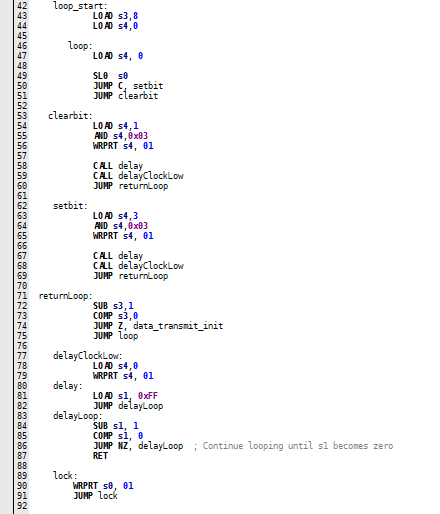 42 loop_start:
43 LOAD s3,8
44 LOAD s4,0
45
46 loop:
47 LOAD s4, 0
48
49 SL0 s0
50 JUMP C, setbit
51 JUMP clearbit
52
53 clearbit:
54 LOAD s4,1
55 AND s4,0x03
56 WRPRT s4, 01
57
58 CALL delay
59 CALL delayClockLow
60 JUMP returnLoop
61
62 setbit:
63 LOAD s4,3
64 AND s4,0x03
65 WRPRT s4, 01
66
67 CALL delay
68 CALL delayClockLow
69 JUMP returnLoop
70
71 returnLoop:
72 SUB s3,1
73 COMP s3,0
74 JUMP Z, data_transmit_init
75 JUMP loop
76
77 delayClockLow:
78 LOAD s4,0
79 WRPRT s4, 01
80 delay:
81 LOAD s1, 0xFF
82 JUMP delayLoop
83 delayLoop:
84 SUB s1, 1
85 COMP s1, 0
86 JUMP NZ, delayLoop ; Continue looping until s1 becomes zero
87 RET
88
89 lock:
90 WRPRT s0, 01
91 JUMP lock
92